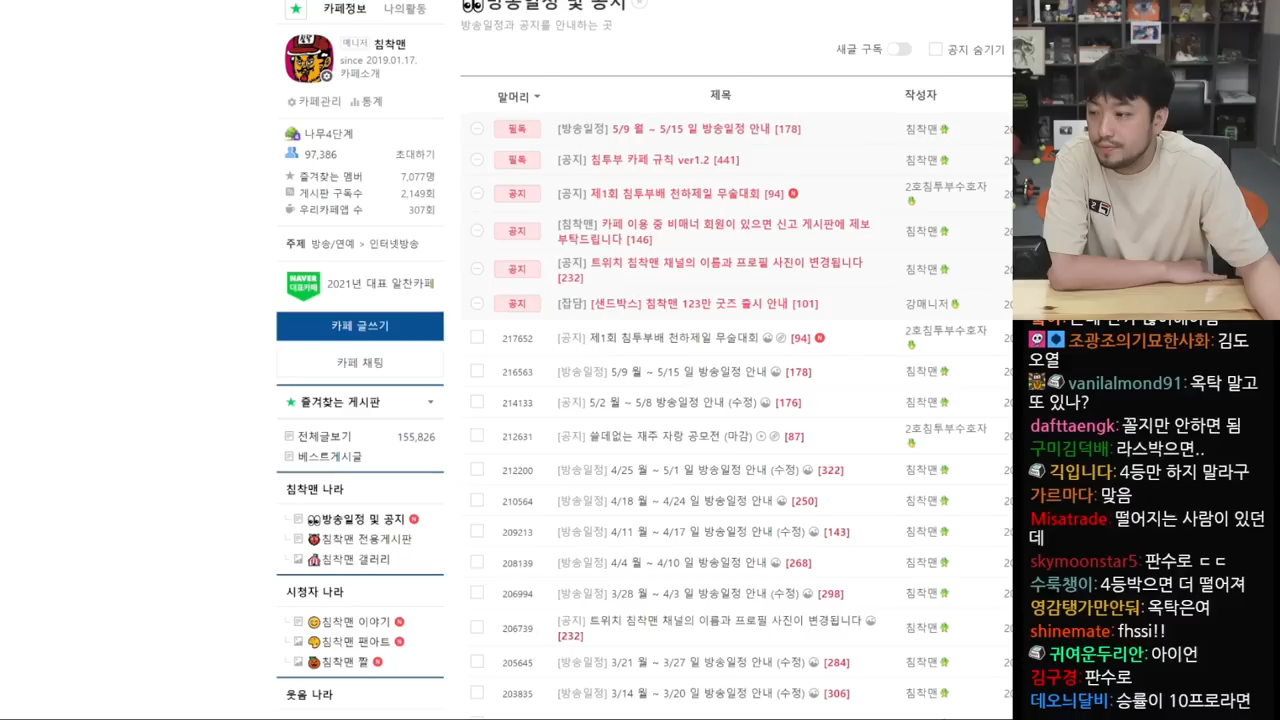 카페정보 나의활동
매니저 침착맨
since 2019.01.17.
카페소개
카페관리 통계
나무4단계
97,386 초대하기
즐겨찾는 멤버 7,077명
게시판 구독수 2,149회
우리카페앱 수 307회
주제 방송/연예 > 인터넷방송
NAVER
대표카페
2021년 대표 알찬카페
카페 글쓰기
카페 채팅
즐겨찾는 게시판
전체글보기 155,826
베스트게시글
침착맨 나라
방송일정 및 공지 N
침착맨 전용게시판
침착맨 갤러리
시청자 나라
침착맨 이야기 N
침착맨 팬아트 N
침착맨 짤 N
웃음 나라
방송일정 및 공지
방송일정과 공지를 안내하는 곳
새글 구독 공지 숨기기
말머리 제목 작성자
필독 [방송일정] 5/9 월 ~ 5/15 일 방송일정 안내 [178] 침착맨
필독 [공지] 침투부 카페 규칙 ver1.2 [441] 침착맨
공지 [공지] 제1회 침투부배 천하제일 무술대회 [94] N 2호침투부수호자
공지 [침착맨] 카페 이용 중 비매너 회원이 있으면 신고 게시판에 제보
부탁드립니다 [146] 침착맨
공지 [공지] 트위치 침착맨 채널의 이름과 프로필 사진이 변경됩니다
[232] 침착맨
공지 [잡담] [샌드박스] 침착맨 123만 굿즈 출시 안내 [101] 강매니저
217652 [공지] 제1회 침투부배 천하제일 무술대회 [94] N 2호침투부수호자
216563 [방송일정] 5/9 월 ~ 5/15 일 방송일정 안내 [178] 침착맨
214133 [공지] 5/2 월 ~ 5/8 방송일정 안내 (수정) [176] 침착맨
212631 [공지] 쓸데없는 재주 자랑 공모전 (마감) [87] 2호침투부수호자
212200 [방송일정] 4/25 월 ~ 5/1 일 방송일정 안내 (수정) [322] 침착맨
210564 [방송일정] 4/18 월 ~ 4/24 일 방송일정 안내 [250] 침착맨
209213 [방송일정] 4/11 월 ~ 4/17 일 방송일정 안내 (수정) [143] 침착맨
208139 [방송일정] 4/4 월 ~ 4/10 일 방송일정 안내 [268] 침착맨
206994 [방송일정] 3/28 월 ~ 4/3 일 방송일정 안내 (수정) [298] 침착맨
206739 [공지] 트위치 침착맨 채널의 이름과 프로필 사진이 변경됩니다
[232] 침착맨
205645 [방송일정] 3/21 월 ~ 3/27 일 방송일정 안내 (수정) [284] 침착맨
203835 [방송일정] 3/14 월 ~ 3/20 일 방송일정 안내 (수정) [306] 침착맨
조광조의기묘한사화: 김도
오열
vanilalmond91: 옥탁 말고
또 있나?
dafttaengk: 꼴지만 안하면 됨
구미김덕배: 라스박으면..
긱입니다: 4등만 하지 말라구
가르마다: 맞음
Misatrade: 떨어지는 사람이 있던
데
skymoonstar5: 판수로 ㄷㄷ
수룩챙이: 4등박으면 더 떨어져
영감탱가만안둬: 옥탁은여
shinemate: fhssi!!
귀여운두리안: 아이언
김구경: 판수로
데오늬달비: 승률이 10프로라면